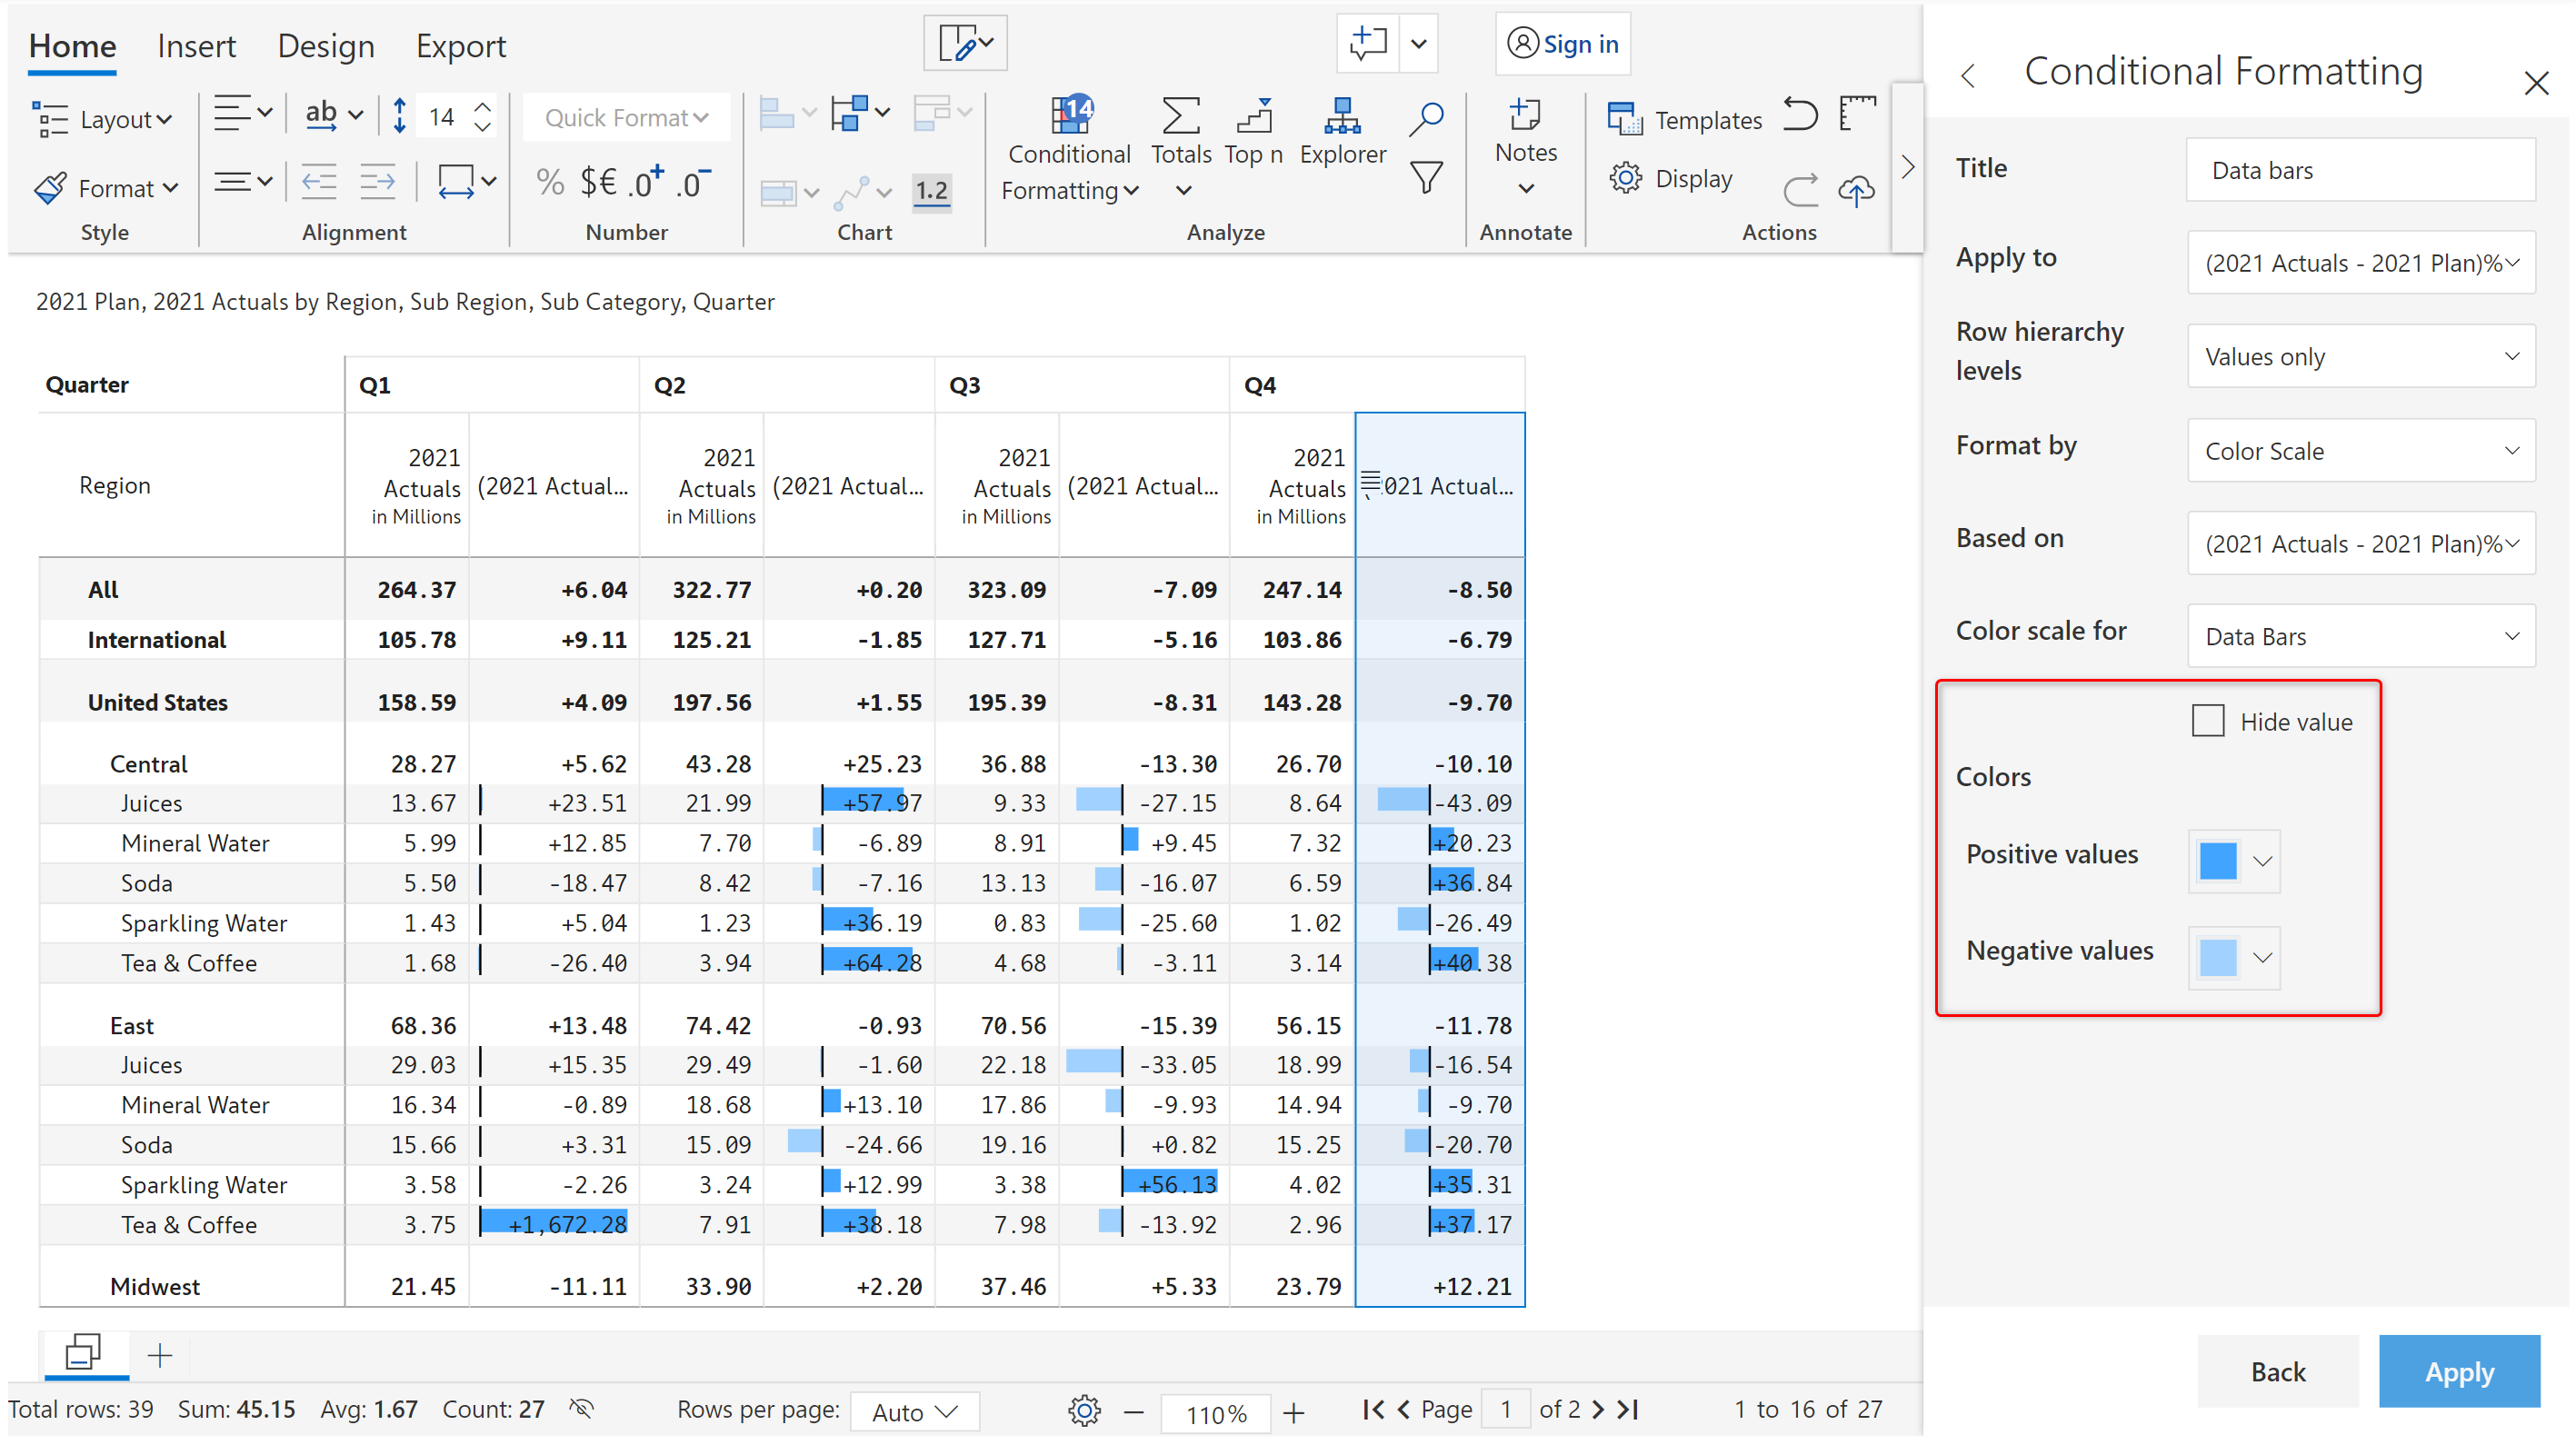 Home Insert Design Export Sign in
Layout ab 14 Quick Format 14 Templates
Conditional Formatting Totals Top n Explorer Notes
Format % $€ .0+ .0- 1.2 Display
Style Alignment Number Chart Analyze Annotate Actions
2021 Plan, 2021 Actuals by Region, Sub Region, Sub Category, Quarter
Quarter Q1 Q2 Q3 Q4
Region 2021 Actuals in Millions (2021 Actual... 2021 Actuals in Millions (2021 Actual... 2021 Actuals in Millions (2021 Actual... 2021 Actuals in Millions 021 Actual...
All 264.37 +6.04 322.77 +0.20 323.09 -7.09 247.14 -8.50
International 105.78 +9.11 125.21 -1.85 127.71 -5.16 103.86 -6.79
United States 158.59 +4.09 197.56 +1.55 195.39 -8.31 143.28 -9.70
Central 28.27 +5.62 43.28 +25.23 36.88 -13.30 26.70 -10.10
Juices 13.67 +23.51 21.99 +57.97 9.33 -27.15 8.64 -43.09
Mineral Water 5.99 +12.85 7.70 -6.89 8.91 +9.45 7.32 +20.23
Soda 5.50 -18.47 8.42 -7.16 13.13 -16.07 6.59 +36.84
Sparkling Water 1.43 +5.04 1.23 +36.19 0.83 -25.60 1.02 -26.49
Tea & Coffee 1.68 -26.40 3.94 +64.28 4.68 -3.11 3.14 +40.38
East 68.36 +13.48 74.42 -0.93 70.56 -15.39 56.15 -11.78
Juices 29.03 +15.35 29.49 -1.60 22.18 -33.05 18.99 -16.54
Mineral Water 16.34 -0.89 18.68 +13.10 17.86 -9.93 14.94 -9.70
Soda 15.66 +3.31 15.09 -24.66 19.16 +0.82 15.25 -20.70
Sparkling Water 3.58 -2.26 3.24 +12.99 3.38 +56.13 4.02 +35.31
Tea & Coffee 3.75 +1,672.28 7.91 +38.18 7.98 -13.92 2.96 +37.17
Midwest 21.45 -11.11 33.90 +2.20 37.46 +5.33 23.79 +12.21
Total rows: 39 Sum: 45.15 Avg: 1.67 Count: 27 Rows per page: Auto 110% Page 1 of 2 1 to 16 of 27
Conditional Formatting
Title Data bars
Apply to (2021 Actuals - 2021 Plan)%
Row hierarchy
levels Values only
Format by Color Scale
Based on (2021 Actuals - 2021 Plan)%
Color scale for Data Bars
Hide value
Colors
Positive values
Negative values
Back Apply